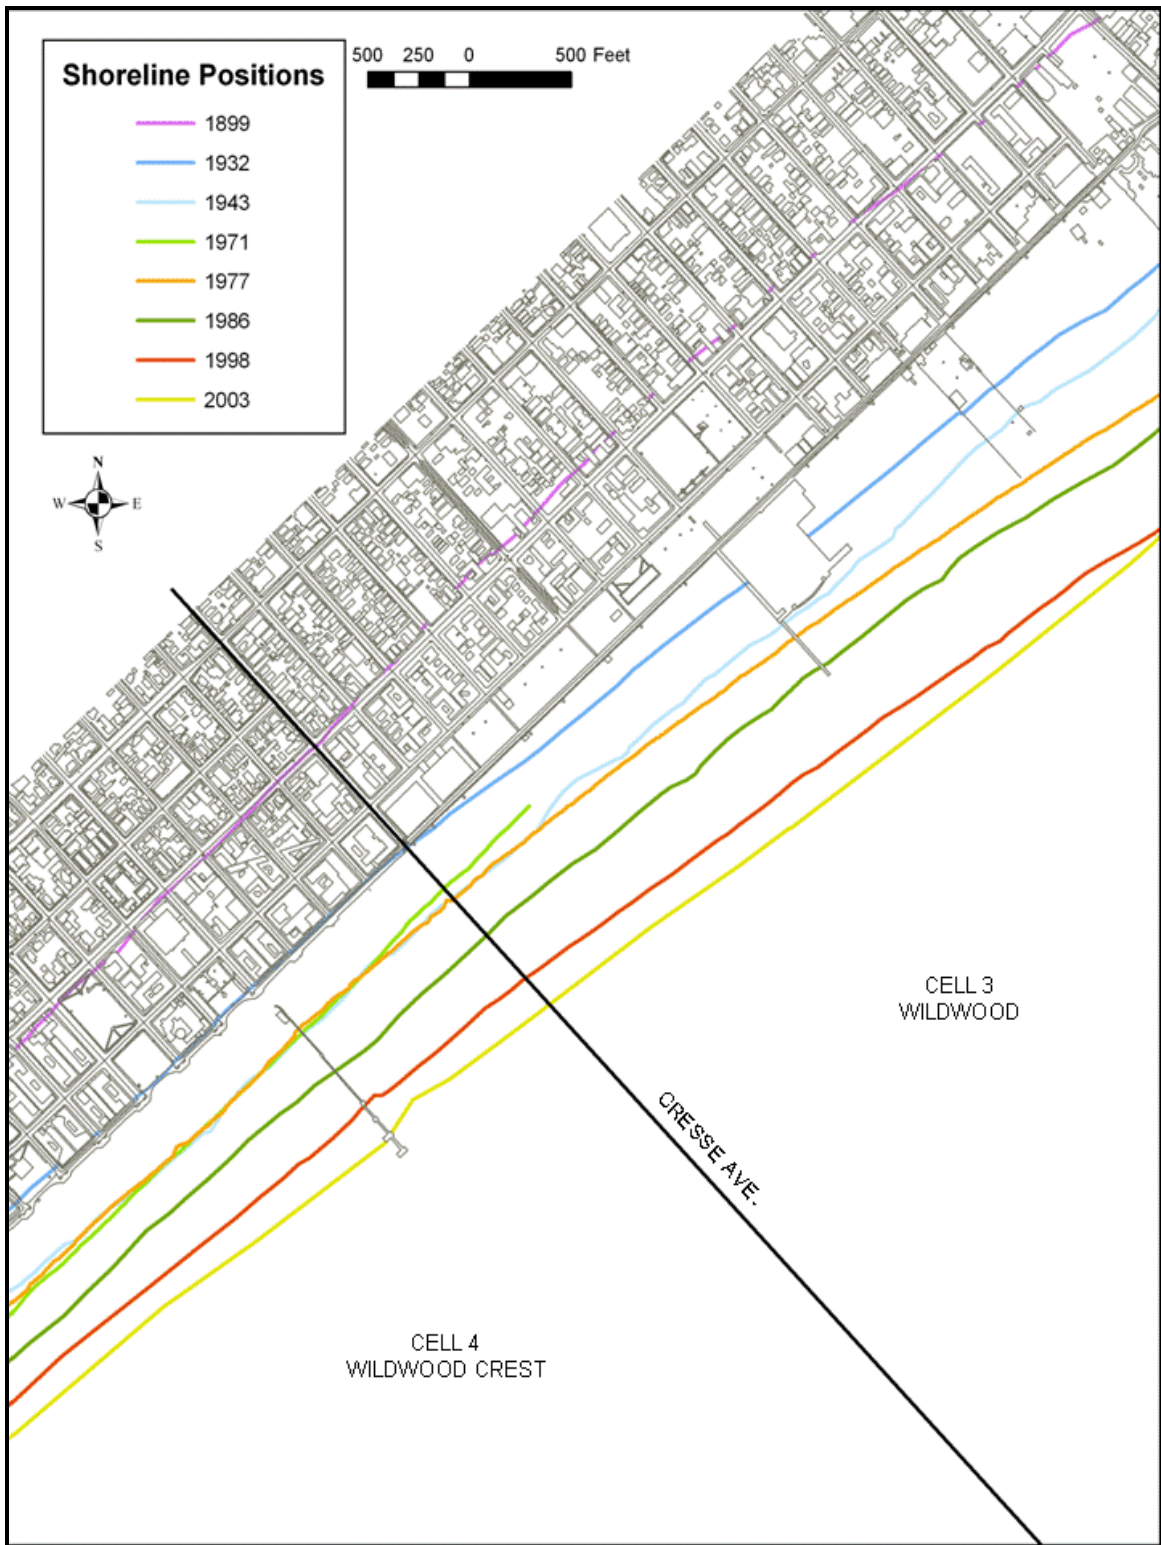 Shoreline Positions
1899
1932
1943
1971
1977
1986
1998
2003
500 250 0 500 Feet
N
W E
S
CELL 3
WILDWOOD
CRESSE AVE.
CELL 4
WILDWOOD CREST